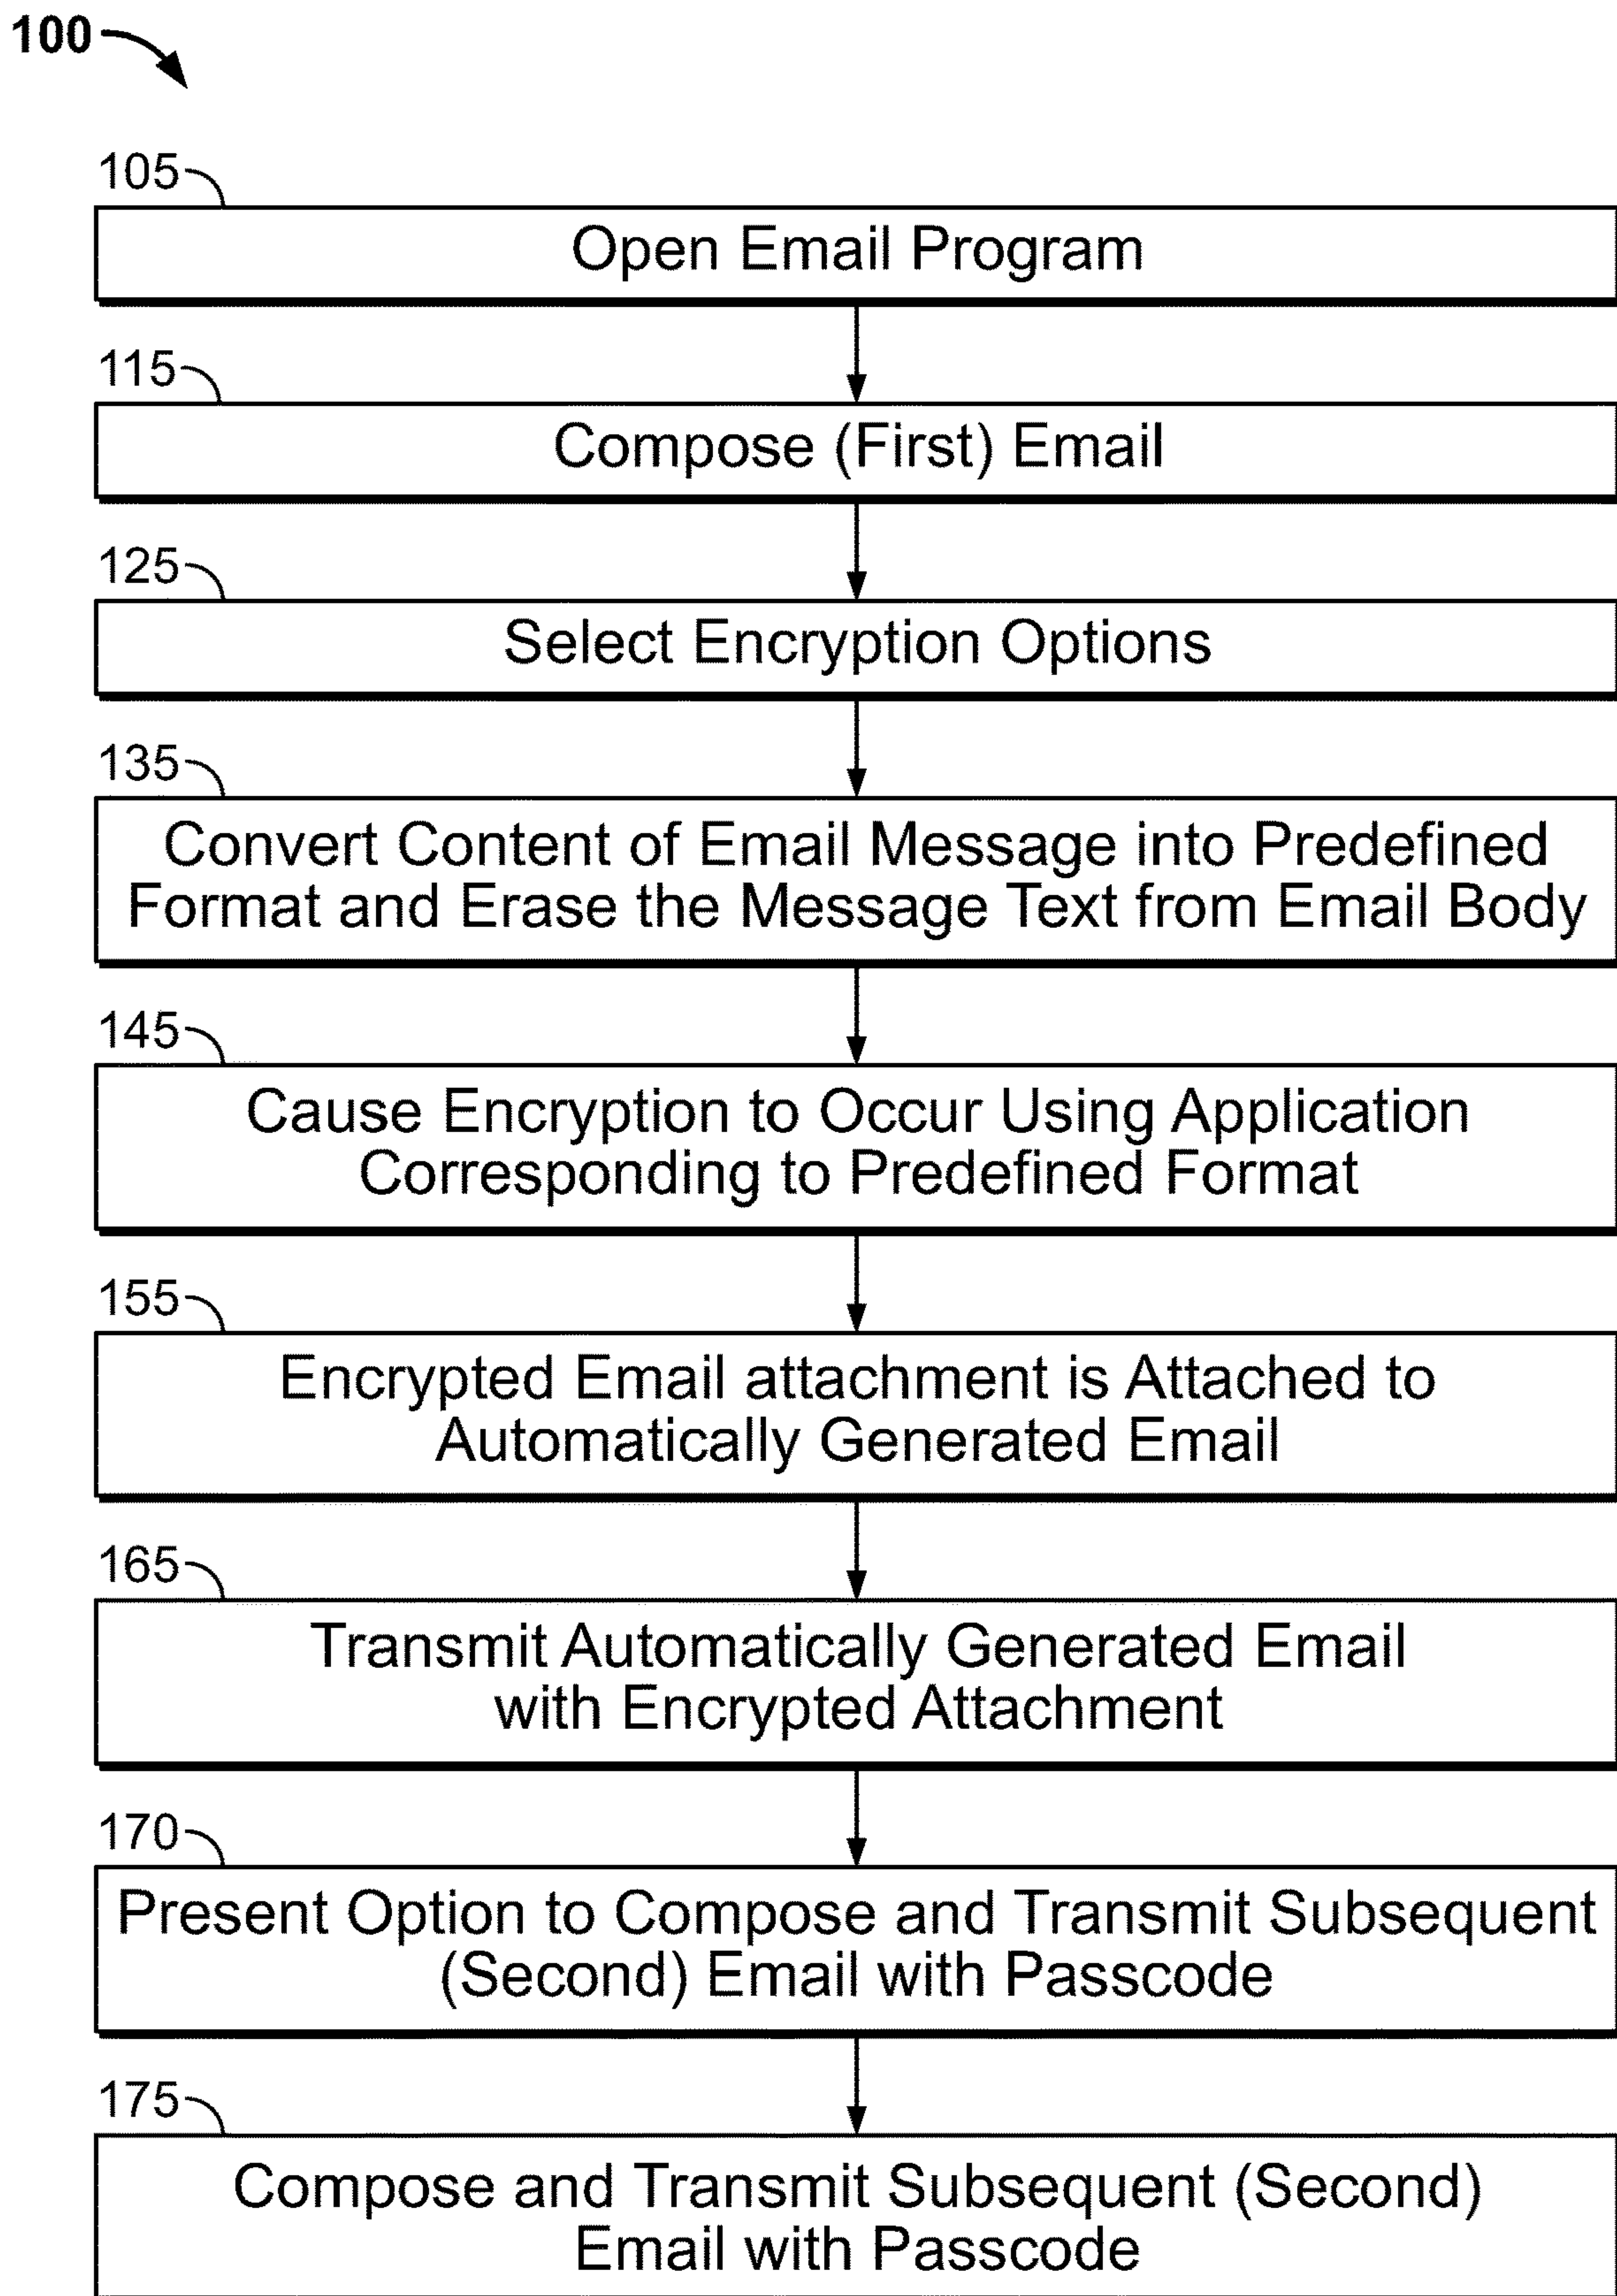 100
105
Open Email Program
115
Compose (First) Email
125
Select Encryption Options
135
Convert Content of Email Message into Predefined
Format and Erase the Message Text from Email Body
145
Cause Encryption to Occur Using Application
Corresponding to Predefined Format
155
Encrypted Email attachment is Attached to
Automatically Generated Email
165
Transmit Automatically Generated Email
with Encrypted Attachment
170
Present Option to Compose and Transmit Subsequent
(Second) Email with Passcode
175
Compose and Transmit Subsequent (Second)
Email with Passcode